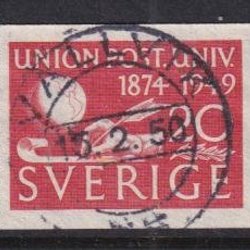 UNION POST. UNIV.
1874-1949
20
15.2.50
SVERIGE